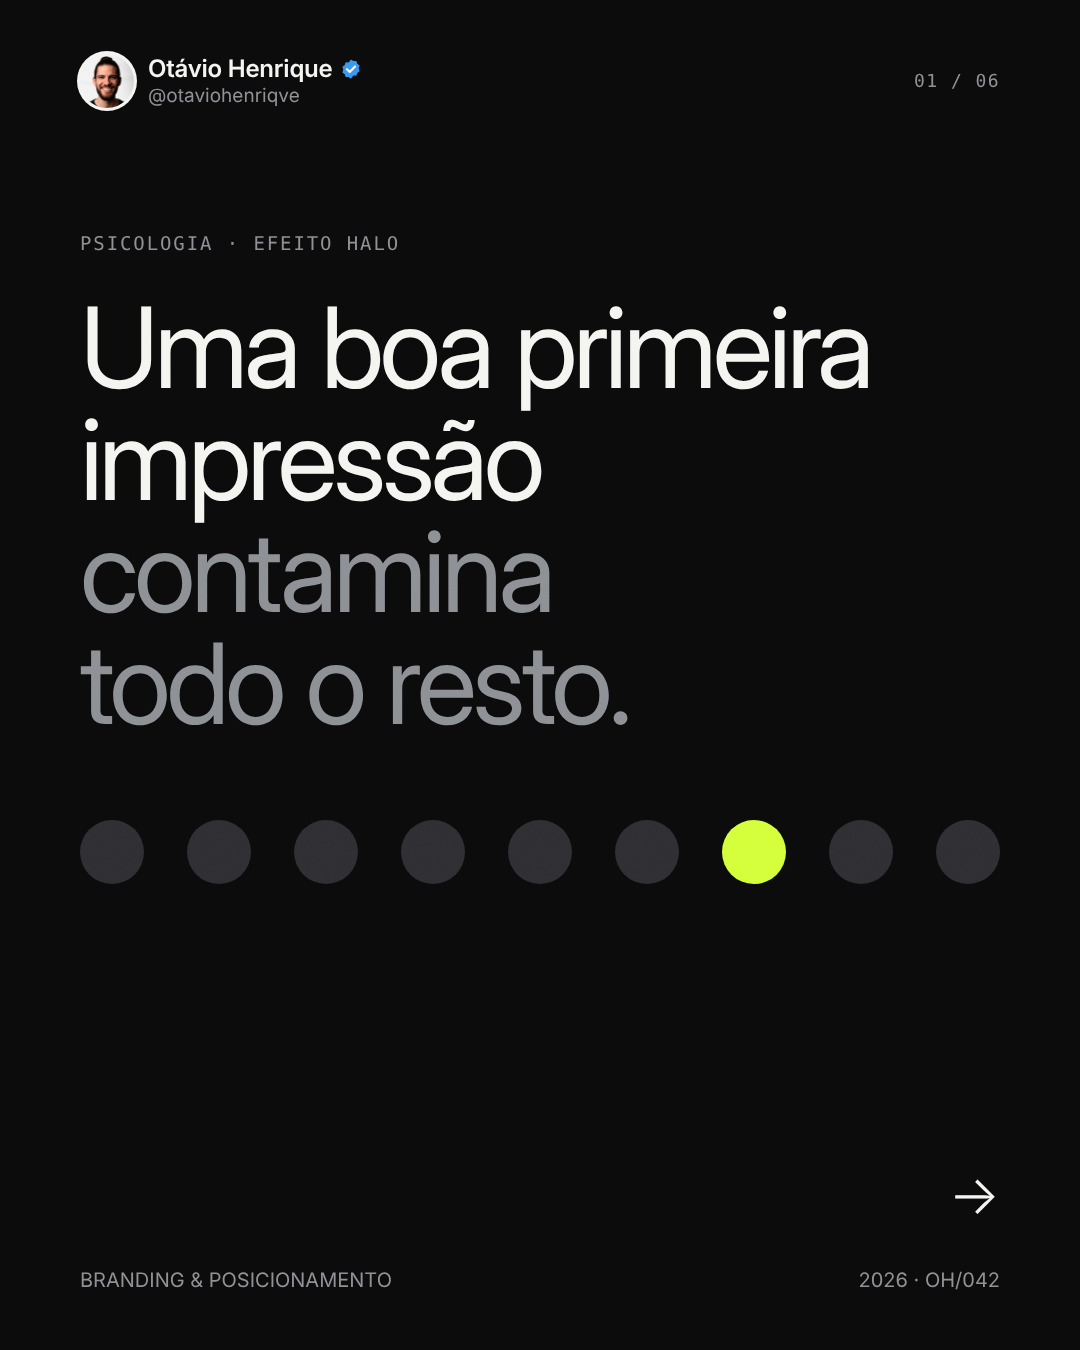 Otávio Henrique
@otaviohenriqve
01 / 06
PSICOLOGIA · EFEITO HALO
Uma boa primeira
impressão
contamina
todo o resto.
BRANDING & POSICIONAMENTO
2026 · OH/042